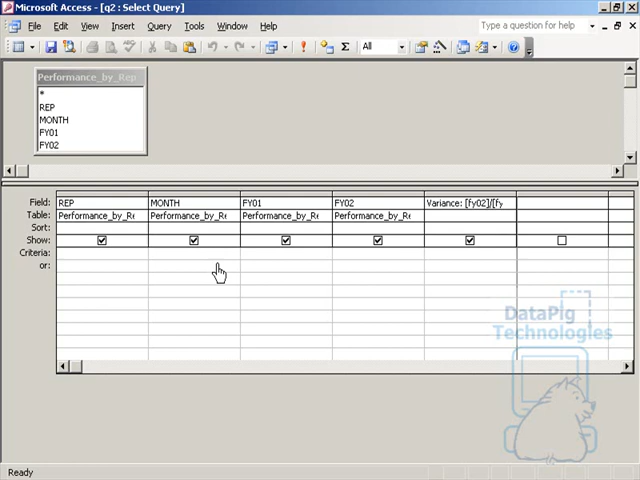 Microsoft Access - [q2 : Select Query]
File Edit View Insert Query Tools Window Help
Type a question for help
All
Performance_by_Rep
*
REP
MONTH
FY01
FY02
Field: REP MONTH FY01 FY02 Variance: [fy02]/[fy
Table: Performance_by_Re Performance_by_Re Performance_by_Re Performance_by_Re
Sort:
Show:
Criteria:
or:
DataPig
Technologies
Ready